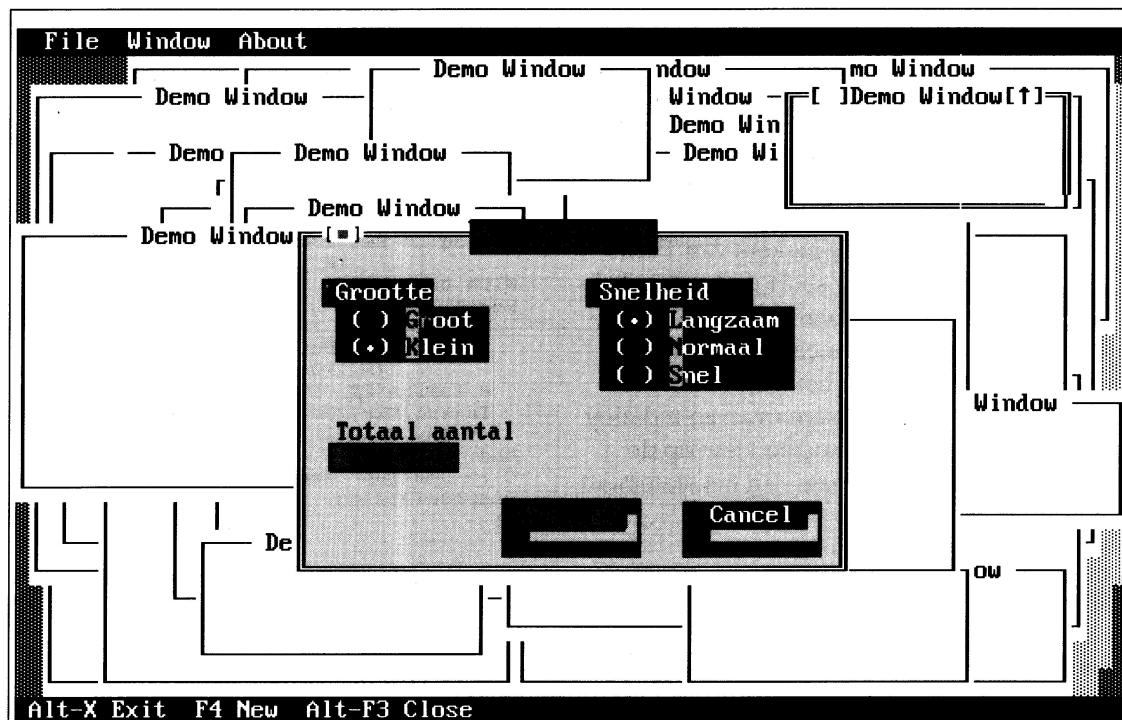 File Window About
Demo Window
ndow
mo Window
Demo Window
Window
[ ]Demo Window[↑]
Demo Win
Demo
Demo Window
Demo Wi
Demo Window
Demo Window
[■]
Grootte
Snelheid
( ) Groot
(•) Langzaam
(•) Klein
( ) Normaal
( ) Snel
Window
Totaal aantal
Cancel
De
ow
Alt-X Exit F4 New Alt-F3 Close